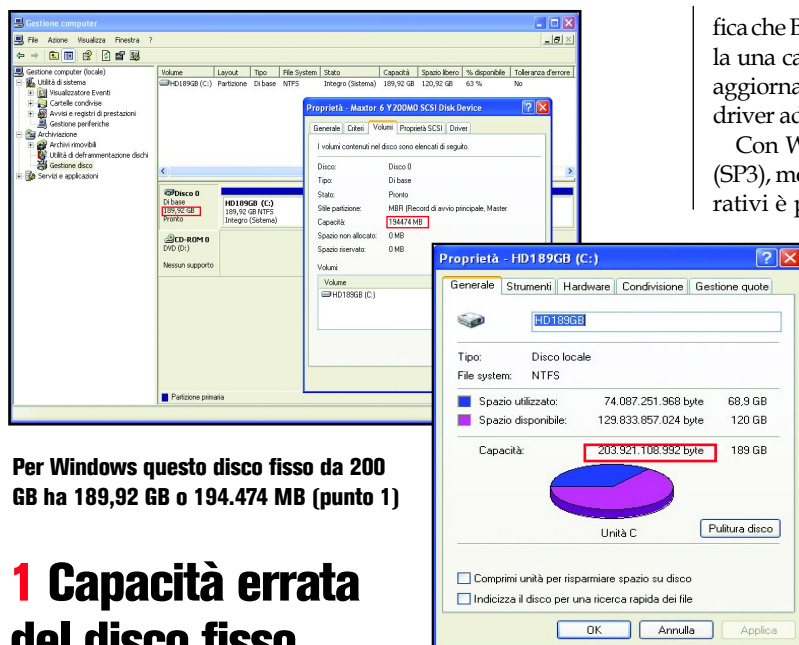 Gestione computer
File Azione Visualizza Finestra ?
Gestione computer (locale)
Utilità di sistema
Visualizzatore Eventi
Cartelle condivise
Avvisi e registri di prestazioni
Gestione periferiche
Archiviazione
Archivi rimovibili
Utilità di deframmentazione dischi
Gestione disco
Servizi e applicazioni
Volume Layout Tipo File System Stato Capacità Spazio libero % disponibile Tolleranza d'errore
HD189GB (C:) Partizione Di base NTFS Integro (Sistema) 189,92 GB 120,92 GB 63 % No
Disco 0
Di base
189,92 GB
Pronto
HD189GB (C:)
189,92 GB NTFS
Integro (Sistema)
CD-ROM 0
DVD (D:)
Nessun supporto
Partizione primaria
Proprietà - Maxtor 6 Y200M0 SCSI Disk Device
Generale Criteri Volumi Proprietà SCSI Driver
I volumi contenuti nel disco sono elencati di seguito.
Disco: Disco 0
Tipo: Di base
Stato: Pronto
Stile partizione: MBR (Record di avvio principale, Master
Capacità: 194474 MB
Spazio non allocato: 0 MB
Spazio riservato: 0 MB
Volumi:
Volume
HD189GB (C:)
fica che B
la una ca
aggiorna
driver ad
Con W
(SP3), mo
rativi è p
Proprietà - HD189GB (C:)
Generale Strumenti Hardware Condivisione Gestione quote
HD189GB
Tipo: Disco locale
File system: NTFS
Spazio utilizzato: 74.087.251.968 byte 68,9 GB
Spazio disponibile: 129.833.857.024 byte 120 GB
Capacità: 203.921.108.992 byte 189 GB
Unità C
Pulitura disco
Comprimi unità per risparmiare spazio su disco
Indicizza il disco per una ricerca rapida dei file
OK Annulla Applica
Per Windows questo disco fisso da 200
GB ha 189,92 GB o 194.474 MB (punto 1)
1 Capacità errata
del disco fisso